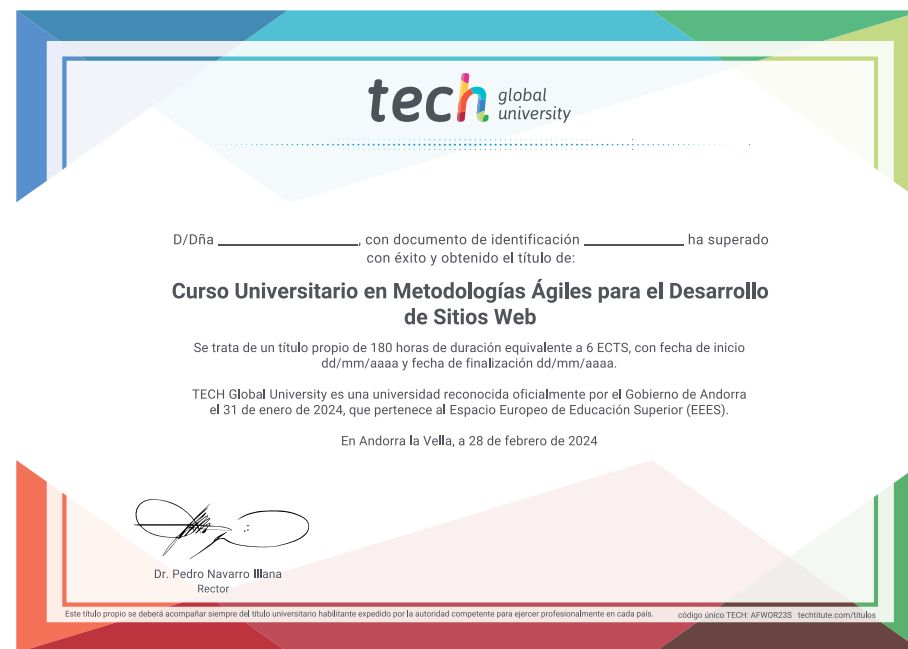 tech global university
D/Dña ____________, con documento de identificación ____________ ha superado
con éxito y obtenido el título de:
Curso Universitario en Metodologías Ágiles para el Desarrollo
de Sitios Web
Se trata de un título propio de 180 horas de duración equivalente a 6 ECTS, con fecha de inicio
dd/mm/aaaa y fecha de finalización dd/mm/aaaa.
TECH Global University es una universidad reconocida oficialmente por el Gobierno de Andorra
el 31 de enero de 2024, que pertenece al Espacio Europeo de Educación Superior (EEES).
En Andorra la Vella, a 28 de febrero de 2024
Dr. Pedro Navarro Illana
Rector
Este título propio se deberá acompañar siempre del título universitario habilitante expedido por la autoridad competente para ejercer profesionalmente en cada país. código único TECH: AFWOR23S techtitute.com/titulos